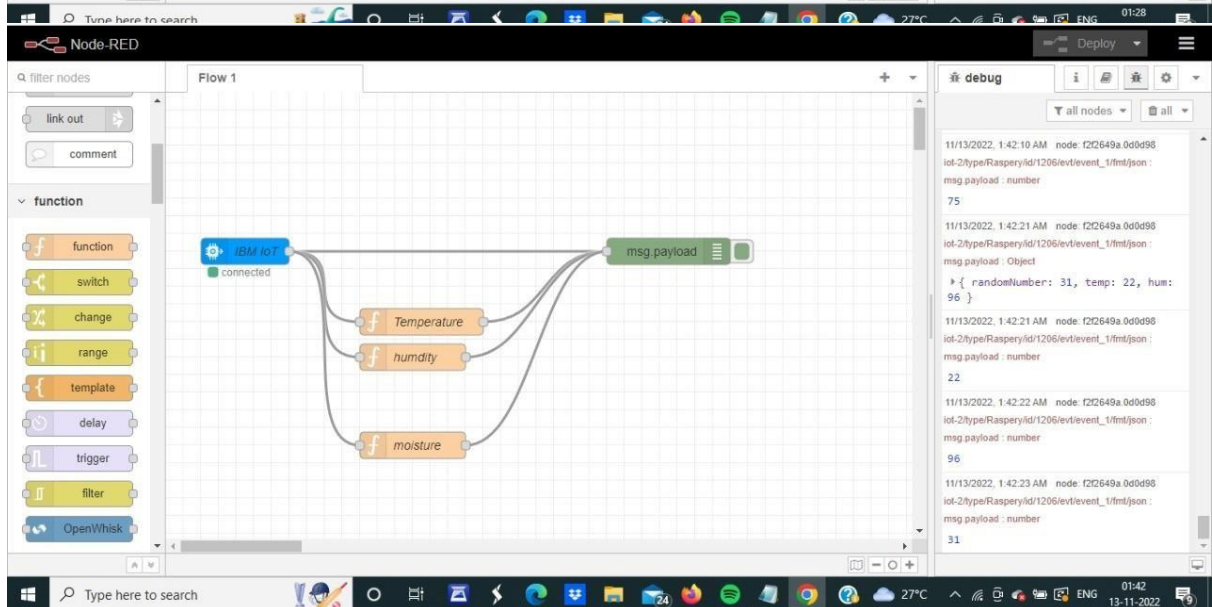 Type here to search
27°C
ENG
01:28
Node-RED
Deploy
filter nodes
Flow 1
debug
all nodes
all
link out
comment
function
function
switch
change
range
template
delay
trigger
filter
OpenWhisk
IBM IoT
connected
Temperature
humdity
moisture
msg.payload
11/13/2022, 1:42:10 AM node: f2f2649a.0d0d98
iot-2/type/Raspery/id/1206/evt/event_1/fmt/json :
msg.payload : number
75
11/13/2022, 1:42:21 AM node: f2f2649a.0d0d98
iot-2/type/Raspery/id/1206/evt/event_1/fmt/json :
msg.payload : Object
{ randomNumber: 31, temp: 22, hum:
96 }
11/13/2022, 1:42:21 AM node: f2f2649a.0d0d98
iot-2/type/Raspery/id/1206/evt/event_1/fmt/json :
msg.payload : number
22
11/13/2022, 1:42:22 AM node: f2f2649a.0d0d98
iot-2/type/Raspery/id/1206/evt/event_1/fmt/json :
msg.payload : number
96
11/13/2022, 1:42:23 AM node: f2f2649a.0d0d98
iot-2/type/Raspery/id/1206/evt/event_1/fmt/json :
msg.payload : number
31
Type here to search
24
27°C
ENG
01:42
13-11-2022